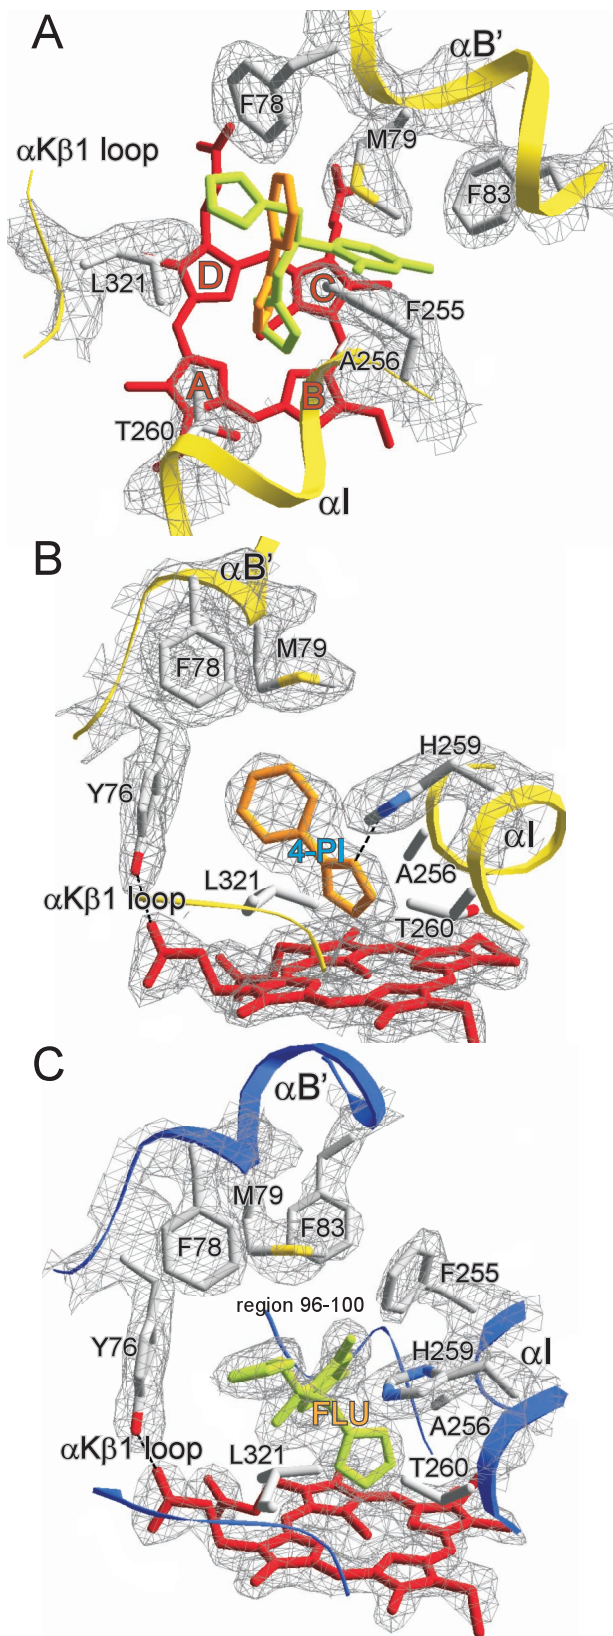 A
αB'
F78
M79
αKβ1 loop
F83
L321
D
C
F255
A256
A
B
T260
αI
B
αB'
F78
M79
H259
Y76
4-PI
αI
A256
L321
αKβ1 loop
T260
C
αB'
M79
F83
F78
F255
region 96-100
Y76
H259
αI
FLU
A256
αKβ1 loop
L321
T260